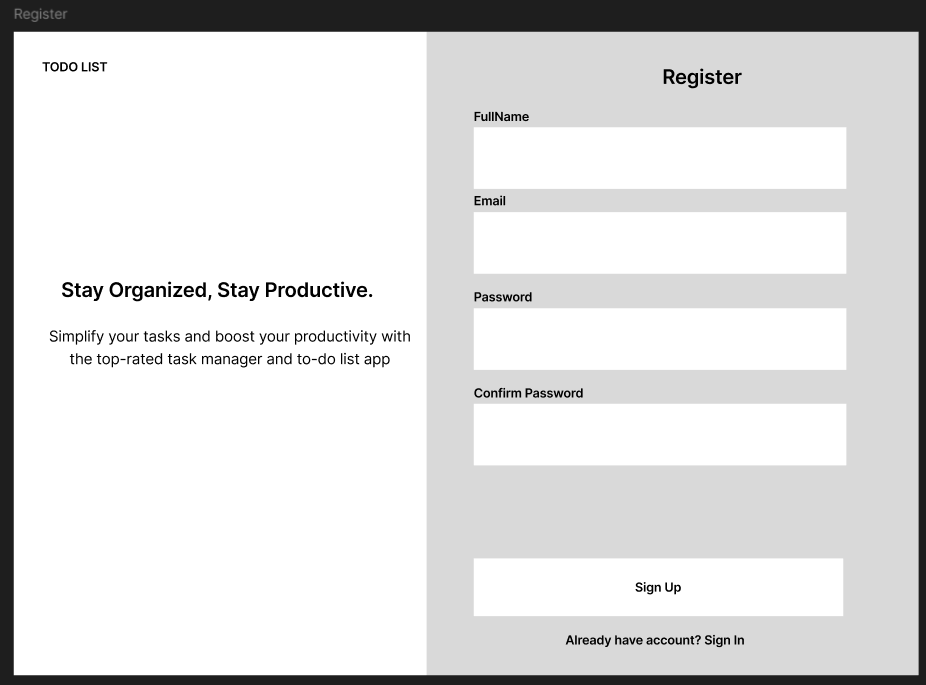 Register
TODO LIST
Stay Organized, Stay Productive.
Simplify your tasks and boost your productivity with
the top-rated task manager and to-do list app
Register
FullName
Email
Password
Confirm Password
Sign Up
Already have account? Sign In